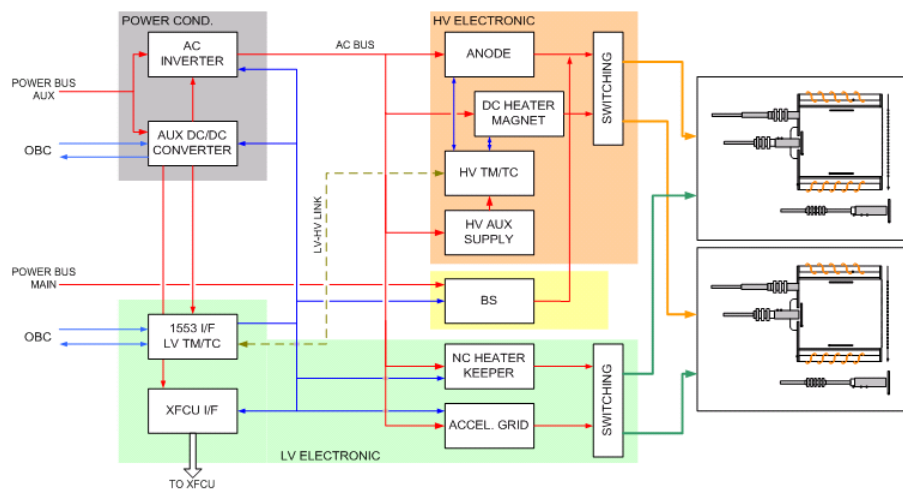 POWER COND.
HV ELECTRONIC
AC
INVERTER
AC BUS
ANODE
SWITCHING
POWER BUS
AUX
DC HEATER
MAGNET
AUX DC/DC
CONVERTER
OBC
HV TM/TC
LV-HV LINK
HV AUX
SUPPLY
POWER BUS
MAIN
BS
1553 I/F
LV TM/TC
OBC
NC HEATER
KEEPER
SWITCHING
XFCU I/F
ACCEL. GRID
LV ELECTRONIC
TO XFCU